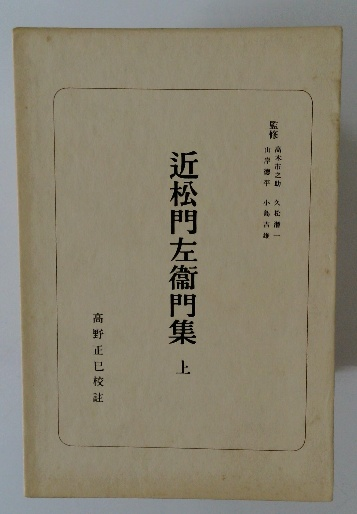 監修 高木市之助 久松潜一
山岸德平 小島吉雄
近松門左衞門集 上
高野正巳校註